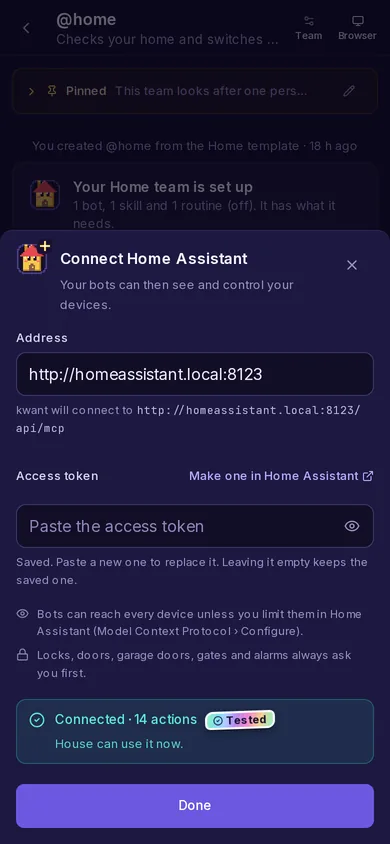 @home
Checks your home and switches ...
Team
Browser
Pinned This team looks after one pers...
You created @home from the Home template · 18 h ago
Your Home team is set up
1 bot, 1 skill and 1 routine (off). It has what it
needs.
Connect Home Assistant
Your bots can then see and control your
devices.
Address
http://homeassistant.local:8123
kwant will connect to http://homeassistant.local:8123/
api/mcp
Access token
Make one in Home Assistant
Paste the access token
Saved. Paste a new one to replace it. Leaving it empty keeps the
saved one.
Bots can reach every device unless you limit them in Home
Assistant (Model Context Protocol › Configure).
Locks, doors, garage doors, gates and alarms always ask
you first.
Connected · 14 actions Tested
House can use it now.
Done